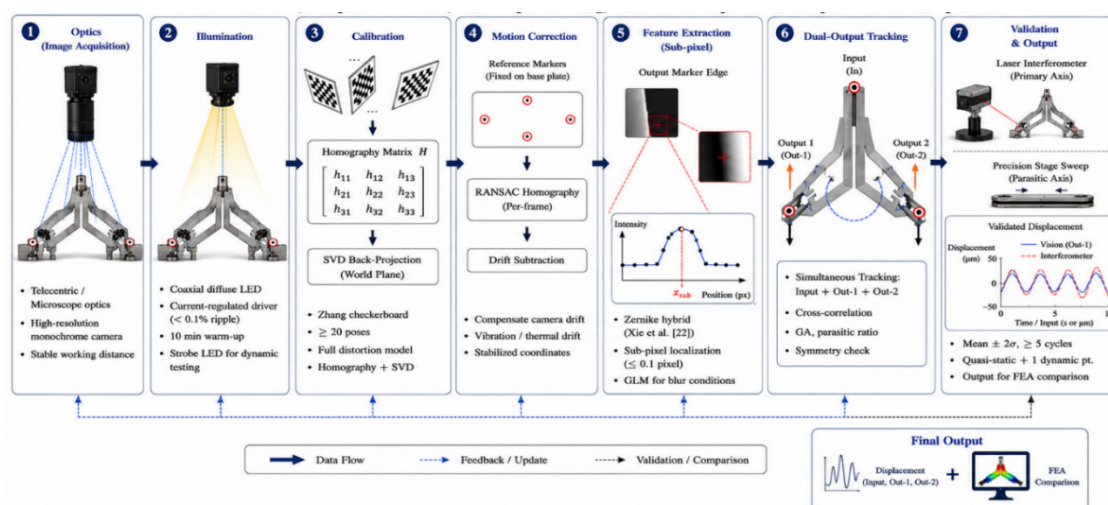 1
Optics
(Image Acquisition)
• Telecentric /
Microscope optics
• High-resolution
monochrome camera
• Stable working distance
2
Illumination
• Coaxial diffuse LED
• Current-regulated driver
(< 0.1% ripple)
• 10 min warm-up
• Strobe LED for dynamic
testing
3
Calibration
...
...
Homography Matrix H
h11 h12 h13
h21 h22 h23
h31 h32 h33
SVD Back-Projection
(World Plane)
• Zhang checkerboard
• ≥ 20 poses
• Full distortion model
• Homography + SVD
4
Motion Correction
Reference Markers
(Fixed on base plate)
RANSAC Homography
(Per-frame)
Drift Subtraction
• Compensate camera drift
• Vibration / thermal drift
• Stabilized coordinates
5
Feature Extraction
(Sub-pixel)
Output Marker Edge
Intensity
xsub
Position (px)
• Zernike hybrid
(Xie et al. [22])
• Sub-pixel localization
(≤ 0.1 pixel)
• GLM for blur conditions
6
Dual-Output Tracking
Input
(In)
Output 1
(Out-1)
Output 2
(Out-2)
• Simultaneous Tracking:
Input + Out-1 + Out-2
• Cross-correlation
• GA, parasitic ratio
• Symmetry check
7
Validation
& Output
Laser Interferometer
(Primary Axis)
Precision Stage Sweep
(Parasitic Axis)
Validated Displacement
Displacement
(μm)
Vision (Out-1)
Interferometer
50
0
-50
0
5
Time / Input (s or μm)
• Mean ± 2σ, ≥ 5 cycles
• Quasi-static + 1 dynamic pt.
• Output for FEA comparison
Data Flow
Feedback / Update
Validation / Comparison
Final Output
Displacement
(Input, Out-1, Out-2)
+
FEA
Comparison